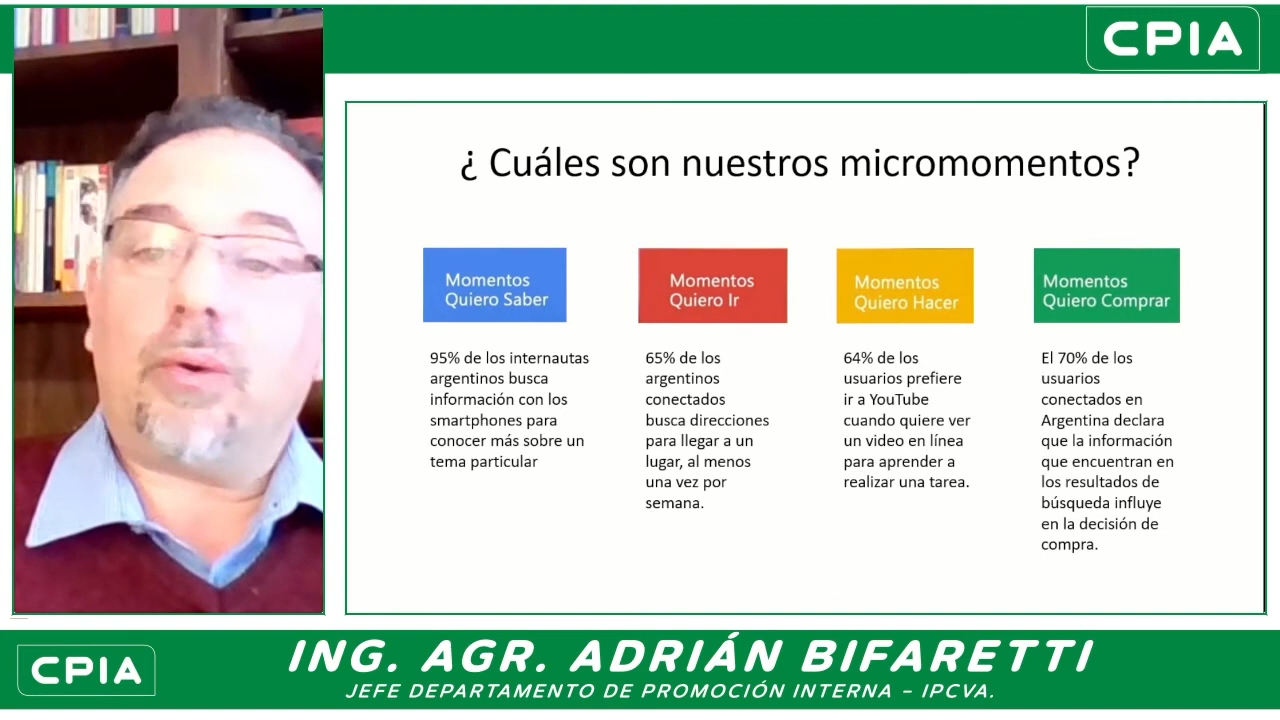 CPIA
¿ Cuáles son nuestros micromomentos?
Momentos
Quiero Saber
95% de los internautas
argentinos busca
información con los
smartphones para
conocer más sobre un
tema particular
Momentos
Quiero Ir
65% de los
argentinos
conectados
busca direcciones
para llegar a un
lugar, al menos
una vez por
semana.
Momentos
Quiero Hacer
64% de los
usuarios prefiere
ir a YouTube
cuando quiere ver
un video en línea
para aprender a
realizar una tarea.
Momentos
Quiero Comprar
El 70% de los
usuarios
conectados en
Argentina declara
que la información
que encuentran en
los resultados de
búsqueda influye
en la decisión de
compra.
CPIA
ING. AGR. ADRIÁN BIFARETTI
JEFE DEPARTAMENTO DE PROMOCIÓN INTERNA – IPCVA.